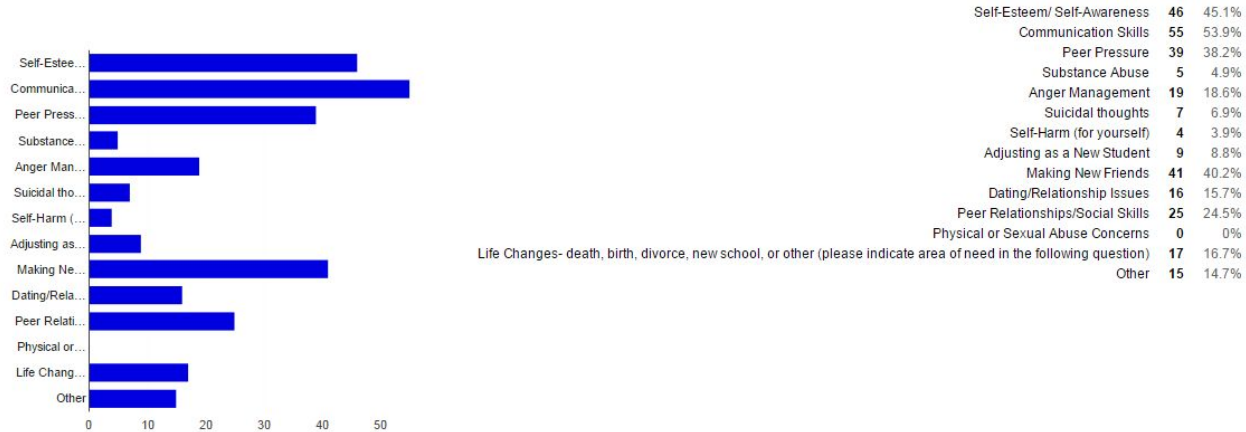 Self-Estee...
Communica...
Peer Press...
Substance...
Anger Man...
Suicidal tho...
Self-Harm (...
Adjusting as...
Making Ne...
Dating/Rela...
Peer Relati...
Physical or...
Life Chang...
Other
0 10 20 30 40 50
Self-Esteem/ Self-Awareness 46 45.1%
Communication Skills 55 53.9%
Peer Pressure 39 38.2%
Substance Abuse 5 4.9%
Anger Management 19 18.6%
Suicidal thoughts 7 6.9%
Self-Harm (for yourself) 4 3.9%
Adjusting as a New Student 9 8.8%
Making New Friends 41 40.2%
Dating/Relationship Issues 16 15.7%
Peer Relationships/Social Skills 25 24.5%
Physical or Sexual Abuse Concerns 0 0%
Life Changes- death, birth, divorce, new school, or other (please indicate area of need in the following question) 17 16.7%
Other 15 14.7%